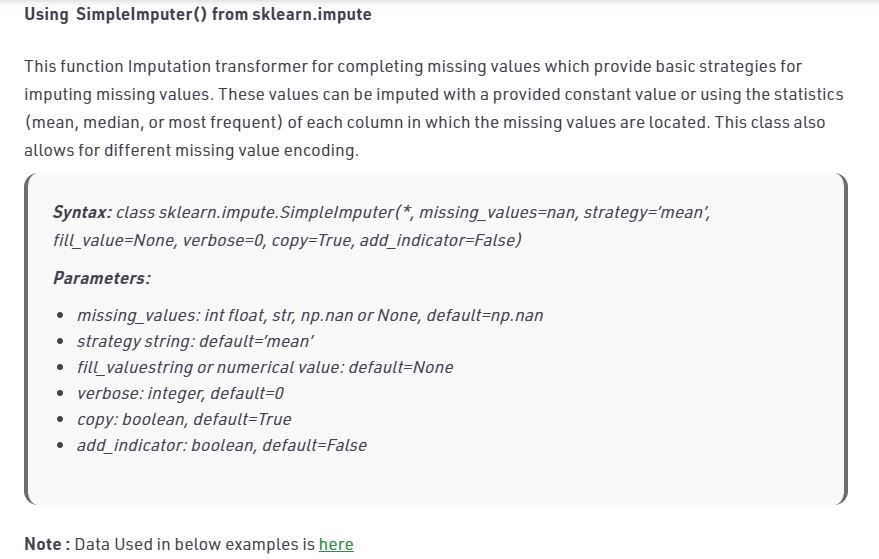 Using SimpleImputer() from sklearn.impute
This function Imputation transformer for completing missing values which provide basic strategies for
imputing missing values. These values can be imputed with a provided constant value or using the statistics
(mean, median, or most frequent) of each column in which the missing values are located. This class also
allows for different missing value encoding.
Syntax: class sklearn.impute.SimpleImputer(*, missing_values=nan, strategy=’mean’,
fill_value=None, verbose=0, copy=True, add_indicator=False)
Parameters:
• missing_values: int float, str, np.nan or None, default=np.nan
• strategy string: default=’mean’
• fill_valuestring or numerical value: default=None
• verbose: integer, default=0
• copy: boolean, default=True
• add_indicator: boolean, default=False
Note : Data Used in below examples is here